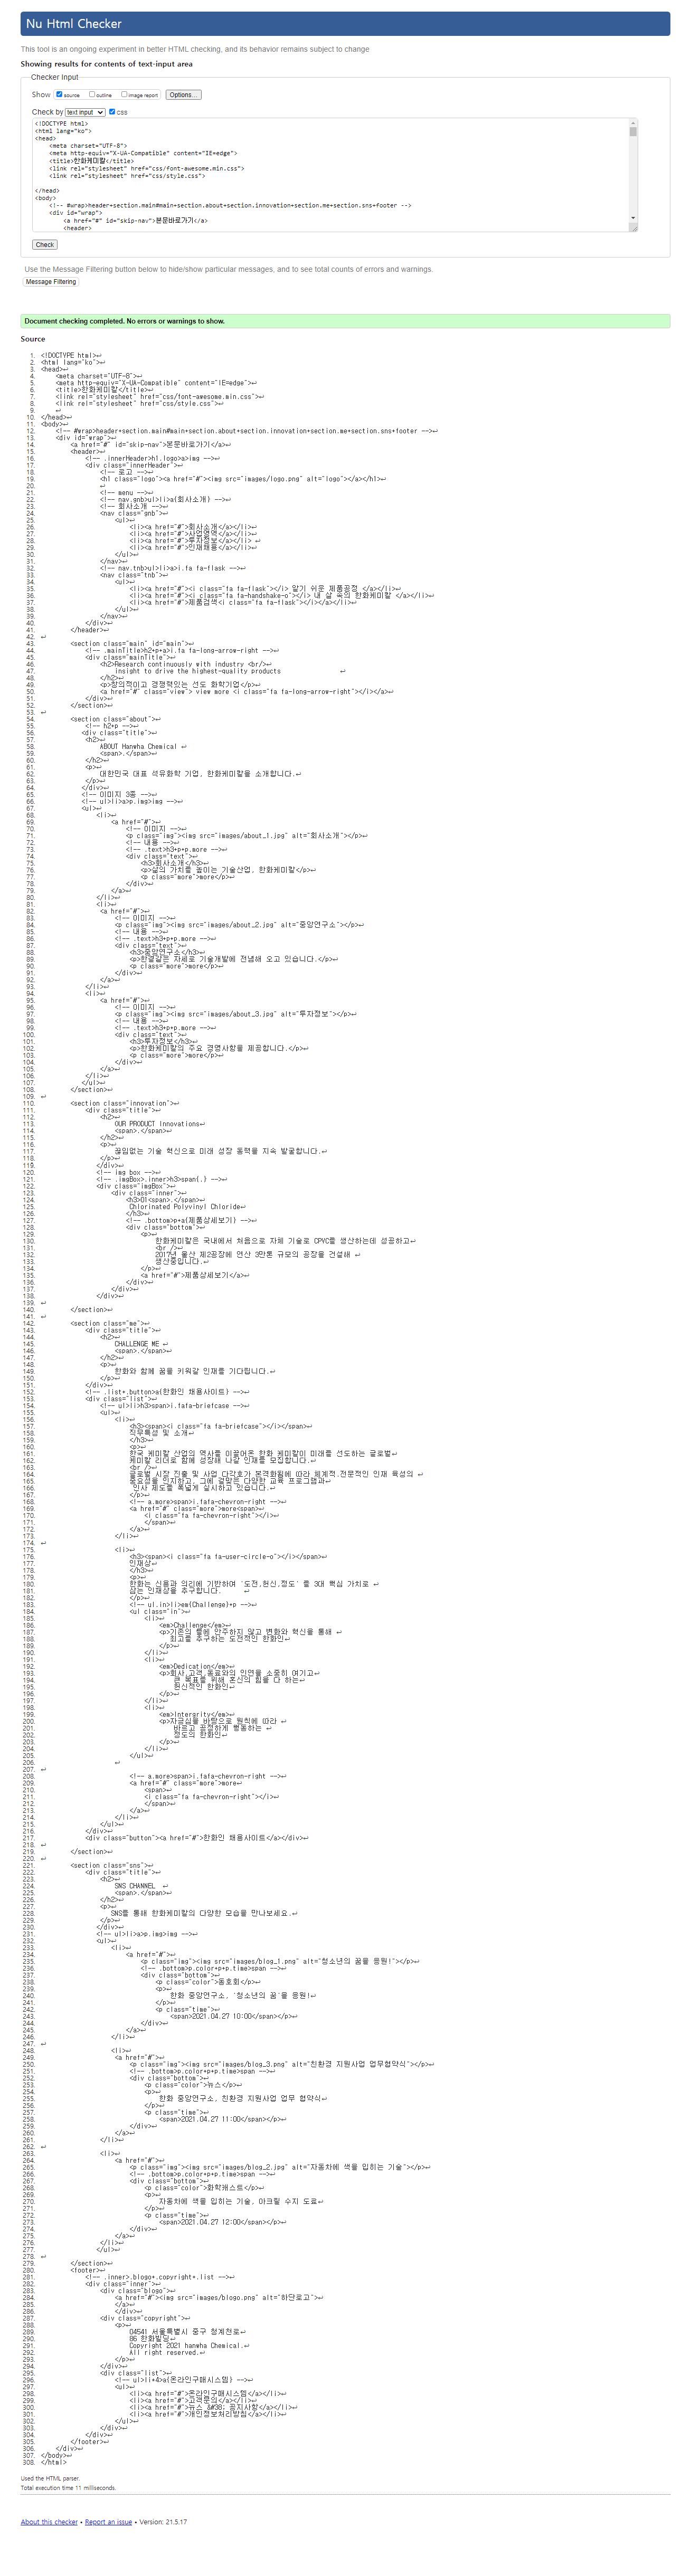 Nu Html Checker
This tool is an ongoing experiment in better HTML checking, and its behavior remains subject to change
Showing results for contents of text-input area
Checker Input
Show source outline image report Options...
Check by text input css
<!DOCTYPE html>
<html lang="ko">
<head>
<meta charset="UTF-8">
<meta http-equiv="X-UA-Compatible" content="IE=edge">
<title>한화케미칼</title>
<link rel="stylesheet" href="css/font-awesome.min.css">
<link rel="stylesheet" href="css/style.css">
</head>
<body>
<!-- #wrap>header+section.main#main+section.about+section.innovation+section.me+section.sns+footer -->
<div id="wrap">
<a href="#" id="skip-nav">본문바로가기</a>
<header>
Check
Use the Message Filtering button below to hide/show particular messages, and to see total counts of errors and warnings.
Message Filtering
Document checking completed. No errors or warnings to show.
Source
1. <!DOCTYPE html>↩
2. <html lang="ko">↩
3. <head>↩
4. <meta charset="UTF-8">↩
5. <meta http-equiv="X-UA-Compatible" content="IE=edge">↩
6. <title>한화케미칼</title>↩
7. <link rel="stylesheet" href="css/font-awesome.min.css">↩
8. <link rel="stylesheet" href="css/style.css">↩
9. ↩
10. </head>↩
11. <body>↩
12. <!-- #wrap>header+section.main#main+section.about+section.innovation+section.me+section.sns+footer -->↩
13. <div id="wrap">↩
14. <a href="#" id="skip-nav">본문바로가기</a>↩
15. <header>↩
16. <!-- .innerHeader>h1.logo>a>img -->↩
17. <div class="innerHeader">↩
18. <!-- 로고 -->↩
19. <h1 class="logo"><a href="#"><img src="images/logo.png" alt="logo"></a></h1>↩
20. ↩
21. <!-- menu -->↩
22. <!-- nav.gnb>ul>li>a(회사소개) -->↩
23. <!-- 회사소개 -->↩
24. <nav class="gnb">↩
25. <ul>↩
26. <li><a href="#">회사소개</a></li>↩
27. <li><a href="#">사업영역</a></li>↩
28. <li><a href="#">투자정보</a></li> ↩
29. <li><a href="#">인재채용</a></li>↩
30. </ul>↩
31. </nav>↩
32. <!-- nav.tnb>ul>li>a>i.fa fa-flask -->↩
33. <nav class="tnb">↩
34. <ul>↩
35. <li><a href="#"><i class="fa fa-flask"></i> 알기 쉬운 제품공정 </a></li>↩
36. <li><a href="#"><i class="fa fa-handshake-o"></i> 내 삶 속의 한화케미칼 </a></li>↩
37. <li><a href="#">제품검색<i class="fa fa-flask"></i></a></li>↩
38. </ul>↩
39. </nav>↩
40. </div>↩
41. </header>↩
42. ↩
43. <section class="main" id="main">↩
44. <!-- .mainTitle>h2+p+a>i.fa fa-long-arrow-right -->↩
45. <div class="mainTitle">↩
46. <h2>Research continuously with industry <br/>↩
47. insight to drive the highest-quality products ↩
48. </h2>↩
49. <p>창의적이고 경쟁력있는 선도 화학기업</p>↩
50. <a href="#" class="view"> view more <i class="fa fa-long-arrow-right"></i></a>↩
51. </div>↩
52. </section>↩
53. ↩
54. <section class="about">↩
55. <!-- h2+p -->↩
56. <div class="title">↩
57. <h2>↩
58. ABOUT Hanwha Chemical ↩
59. <span>.</span>↩
60. </h2>↩
61. <p>↩
62. 대한민국 대표 석유화학 기업, 한화케미칼을 소개합니다.↩
63. </p>↩
64. </div>↩
65. <!-- 이미지 3종 -->↩
66. <!-- ul>li>a>p.img>img -->↩
67. <ul>↩
68. <li>↩
69. <a href="#">↩
70. <!-- 이미지 -->↩
71. <p class="img"><img src="images/about_1.jpg" alt="회사소개"></p>↩
72. <!-- 내용 -->↩
73. <!-- .text>h3+p+p.more -->↩
74. <div class="text">↩
75. <h3>회사소개</h3>↩
76. <p>삶의 가치를 높이는 기술산업, 한화케미칼</p>↩
77. <p class="more">more</p>↩
78. </div>↩
79. </a>↩
80. </li>↩
81. <li>↩
82. <a href="#">↩
83. <!-- 이미지 -->↩
84. <p class="img"><img src="images/about_2.jpg" alt="중앙연구소"></p>↩
85. <!-- 내용 -->↩
86. <!-- .text>h3+p+p.more -->↩
87. <div class="text">↩
88. <h3>중앙연구소</h3>↩
89. <p>한결같은 자세로 기술개발에 전념해 오고 있습니다.</p>↩
90. <p class="more">more</p>↩
91. </div>↩
92. </a>↩
93. </li>↩
94. <li>↩
95. <a href="#">↩
96. <!-- 이미지 -->↩
97. <p class="img"><img src="images/about_3.jpg" alt="투자정보"></p>↩
98. <!-- 내용 -->↩
99. <!-- .text>h3+p+p.more -->↩
100. <div class="text">↩
101. <h3>투자정보</h3>↩
102. <p>한화케미칼의 주요 경영사항을 제공합니다.</p>↩
103. <p class="more">more</p>↩
104. </div>↩
105. </a>↩
106. </li>↩
107. </ul>↩
108. </section>↩
109. ↩
110. <section class="innovation">↩
111. <div class="title">↩
112. <h2>↩
113. OUR PRODUCT Innovations↩
114. <span>.</span>↩
115. </h2>↩
116. <p>↩
117. 끊임없는 기술 혁신으로 미래 성장 동력을 지속 발굴합니다.↩
118. </p>↩
119. </div>↩
120. <!-- img box -->↩
121. <!-- .imgBox>.inner>h3>span{.} -->↩
122. <div class="imgBox">↩
123. <div class="inner">↩
124. <h3>01<span>.</span>↩
125. Chlorinated Polyvinyl Chloride↩
126. </h3>↩
127. <!-- .bottom>p+a(제품상세보기) -->↩
128. <div class="bottom">↩
129. <p>↩
130. 한화케미칼은 국내에서 처음으로 자체 기술로 CPVC를 생산하는데 성공하고↩
131. <br />↩
132. 2017년 울산 제2공장에 연산 3만톤 규모의 공장을 건설해 ↩
133. 생산중입니다.↩
134. </p>↩
135. <a href="#">제품상세보기</a>↩
136. </div>↩
137. </div>↩
138. </div>↩
139. ↩
140. </section>↩
141. ↩
142. <section class="me">↩
143. <div class="title">↩
144. <h2>↩
145. CHALLENGE ME ↩
146. <span>.</span>↩
147. </h2>↩
148. <p>↩
149. 한화와 함께 꿈을 키워갈 인재를 기다립니다.↩
150. </p>↩
151. </div>↩
152. <!-- .list+.button>a(한화인 채용사이트) -->↩
153. <div class="list">↩
154. <!-- ul>li>h3>span>i.fafa-briefcase -->↩
155. <ul>↩
156. <li>↩
157. <h3><span><i class="fa fa-briefcase"></i></span>↩
158. 직무특성 및 소개↩
159. </h3>↩
160. <p>↩
161. 한국 케미칼 산업의 역사를 이끌어온 한화 케미칼이 미래를 선도하는 글로벌↩
162. 케미칼 리더로 함께 성장해 나갈 인재를 모집합니다.↩
163. <br />↩
164. 글로벌 시장 진출 및 사업 다각화가 본격화됨에 따라 체계적,전문적인 인재 육성의 ↩
165. 중요성을 인지하고, 그에 걸맞은 다양한 교육 프로그램과↩
166. 인사 제도를 폭넓게 실시하고 있습니다.↩
167. </p>↩
168. <!-- a.more>span>i.fafa-chevron-right -->↩
169. <a href="#" class="more">more<span>↩
170. <i class="fa fa-chevron-right"></i>↩
171. </span>↩
172. </a>↩
173. </li>↩
174. ↩
175. <li>↩
176. <h3><span><i class="fa fa-user-circle-o"></i></span>↩
177. 인재상↩
178. </h3>↩
179. <p>↩
180. 한화는 신용과 의리에 기반하여 '도전,헌신,정도' 를 3대 핵심 가치로 ↩
181. 삼는 인재상을 추구합니다. ↩
182. </p>↩
183. <!-- ul.in>li>em{Challenge}+p -->↩
184. <ul class="in">↩
185. <li>↩
186. <em>Challenge</em>↩
187. <p>기존의 틀에 안주하지 않고 변화와 혁신을 통해 ↩
188. 최고를 추구하는 도전적인 한화인↩
189. </p>↩
190. </li>↩
191. <li>↩
192. <em>Dedication</em>↩
193. <p>회사,고객,동료와의 인연을 소중히 여기고↩
194. 큰 목표를 위해 혼신의 힘을 다 하는↩
195. 헌신적인 한화인↩
196. </p>↩
197. </li>↩
198. <li>↩
199. <em>Intergrity</em>↩
200. <p>자긍심을 바탕으로 원칙에 따라 ↩
201. 바르고 공정하게 행동하는 ↩
202. 정도의 한화인↩
203. </p>↩
204. </li>↩
205. </ul>↩
206. ↩
207. ↩
208. <!-- a.more>span>i.fafa-chevron-right -->↩
209. <a href="#" class="more">more↩
210. <span>↩
211. <i class="fa fa-chevron-right"></i>↩
212. </span>↩
213. </a>↩
214. </li>↩
215. </ul>↩
216. </div>↩
217. <div class="button"><a href="#">한화인 채용사이트</a></div>↩
218. ↩
219. </section>↩
220. ↩
221. <section class="sns">↩
222. <div class="title">↩
223. <h2>↩
224. SNS CHANNEL ↩
225. <span>.</span>↩
226. </h2>↩
227. <p>↩
228. SNS를 통해 한화케미칼의 다양한 모습을 만나보세요.↩
229. </p>↩
230. </div>↩
231. <!-- ul>li>a>p.img>img -->↩
232. <ul>↩
233. <li>↩
234. <a href="#">↩
235. <p class="img"><img src="images/blog_1.png" alt="청소년의 꿈을 응원!"></p>↩
236. <!-- .bottom>p.color+p+p.time>span -->↩
237. <div class="bottom">↩
238. <p class="color">동호회</p>↩
239. <p>↩
240. 한화 중앙연구소, '청소년의 꿈'을 응원!↩
241. </p>↩
242. <p class="time">↩
243. <span>2021.04.27 10:00</span></p>↩
244. </div>↩
245. </a>↩
246. </li>↩
247. ↩
248. <li>↩
249. <a href="#">↩
250. <p class="img"><img src="images/blog_3.png" alt="친환경 지원사업 업무협약식"></p>↩
251. <!-- .bottom>p.color+p+p.time>span -->↩
252. <div class="bottom">↩
253. <p class="color">뉴스</p>↩
254. <p>↩
255. 한화 중앙연구소, 친환경 지원사업 업무 협약식↩
256. </p>↩
257. <p class="time">↩
258. <span>2021.04.27 11:00</span></p>↩
259. </div>↩
260. </a>↩
261. </li>↩
262. ↩
263. <li>↩
264. <a href="#">↩
265. <p class="img"><img src="images/blog_2.jpg" alt="자동차에 색을 입히는 기술"></p>↩
266. <!-- .bottom>p.color+p+p.time>span -->↩
267. <div class="bottom">↩
268. <p class="color">화학캐스트</p>↩
269. <p>↩
270. 자동차에 색을 입히는 기술, 아크릴 수지 도료↩
271. </p>↩
272. <p class="time">↩
273. <span>2021.04.27 12:00</span></p>↩
274. </div>↩
275. </a>↩
276. </li>↩
277. </ul>↩
278. ↩
279. </section>↩
280. <footer>↩
281. <!-- .inner>.blogo+.copyright+.list -->↩
282. <div class="inner">↩
283. <div class="blogo">↩
284. <a href="#"><img src="images/blogo.png" alt="하단로고">↩
285. </a>↩
286. </div>↩
287. <div class="copyright">↩
288. <p>↩
289. 04541 서울특별시 중구 청계천로↩
290. 86 한화빌딩↩
291. Copyright 2021 hanwha Chemical.↩
292. All right reserved.↩
293. </p>↩
294. </div>↩
295. <div class="list">↩
296. <!-- ul>li*4>a(온라인구매시스템) -->↩
297. <ul>↩
298. <li><a href="#">온라인구매시스템</a></li>↩
299. <li><a href="#">고객문의</a></li>↩
300. <li><a href="#">뉴스 &#38; 공지사항</a></li>↩
301. <li><a href="#">개인정보처리방침</a></li>↩
302. </ul>↩
303. </div>↩
304. </div>↩
305. </footer>↩
306. </div>↩
307. </body>↩
308. </html>
Used the HTML parser.
Total execution time 11 milliseconds.
About this checker • Report an issue • Version: 21.5.17